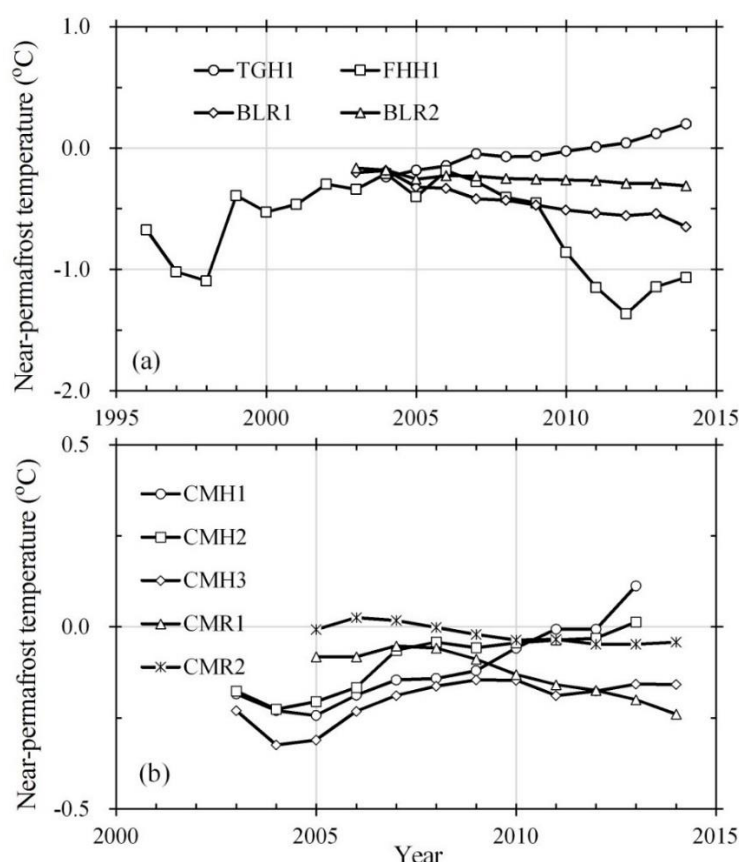 Near-permafrost temperature (°C)
1.0
0.0
-1.0
-2.0
TGH1
FHH1
BLR1
BLR2
(a)
1995
2000
2005
2010
2015
Near-permafrost temperature (°C)
0.5
0.0
-0.5
CMH1
CMH2
CMH3
CMR1
CMR2
(b)
2000
2005
2010
2015
Year